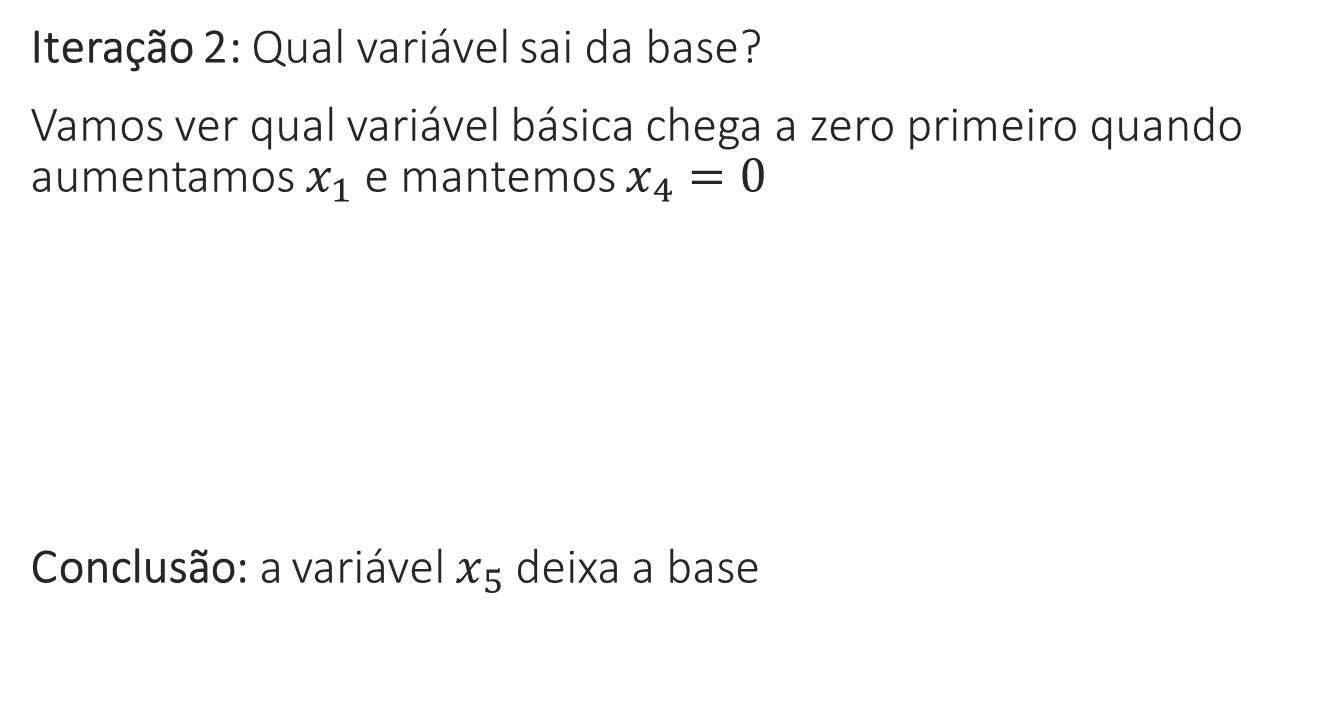 Iteração 2: Qual variável sai da base?
Vamos ver qual variável básica chega a zero primeiro quando
aumentamos x₁ e mantemos x₄ = 0
Conclusão: a variável x₅ deixa a base